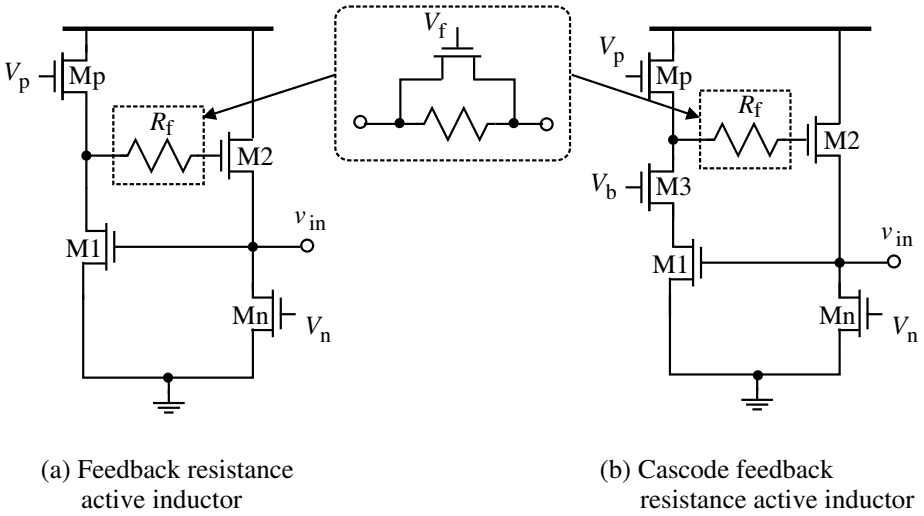 V_f
V_p
Mp
R_f
M2
M1
v_in
Mn
V_n
V_p
Mp
R_f
M2
V_b
M3
v_in
M1
Mn
V_n
(a) Feedback resistance
active inductor
(b) Cascode feedback
resistance active inductor